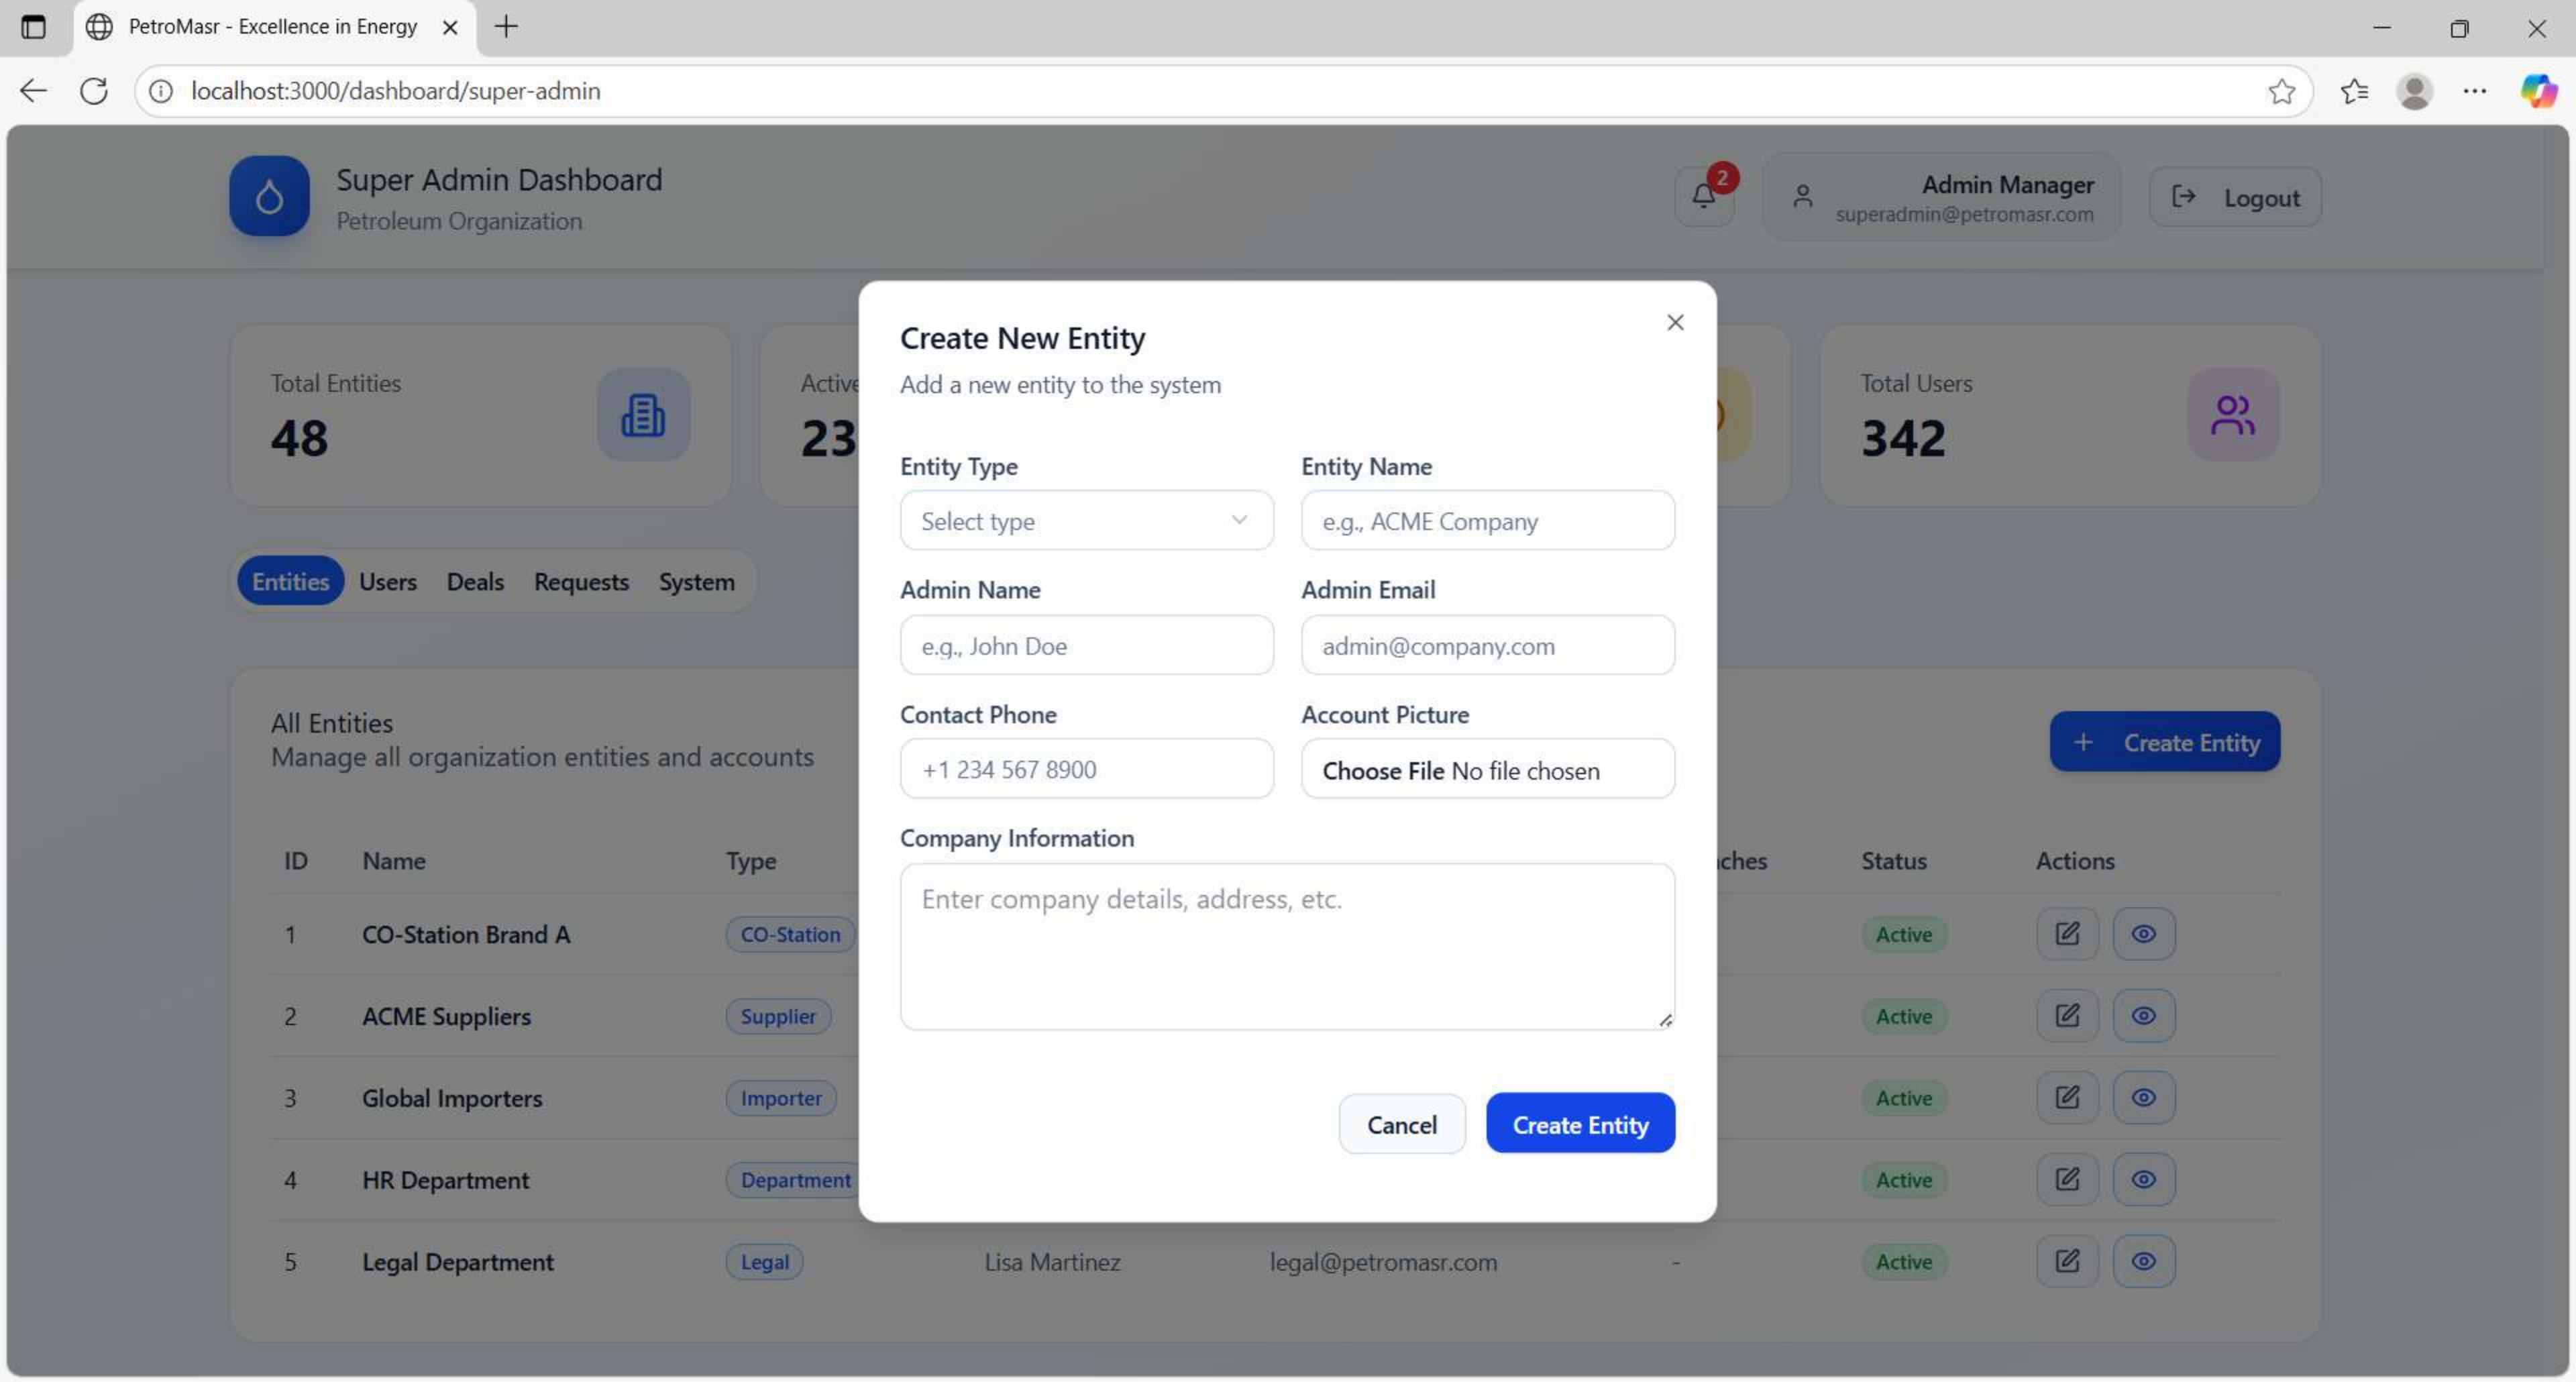 PetroMasr - Excellence in Energy
localhost:3000/dashboard/super-admin
Super Admin Dashboard
Petroleum Organization
2
Admin Manager
superadmin@petromasr.com
Logout
Total Entities
48
Active
23
Total Users
342
Entities Users Deals Requests System
All Entities
Manage all organization entities and accounts
+ Create Entity
ID Name Type ches Status Actions
1 CO-Station Brand A CO-Station Active
2 ACME Suppliers Supplier Active
3 Global Importers Importer Active
4 HR Department Department Active
5 Legal Department Legal Lisa Martinez legal@petromasr.com - Active
Create New Entity
Add a new entity to the system
Entity Type Entity Name
Select type e.g., ACME Company
Admin Name Admin Email
e.g., John Doe admin@company.com
Contact Phone Account Picture
+1 234 567 8900 Choose File No file chosen
Company Information
Enter company details, address, etc.
Cancel Create Entity